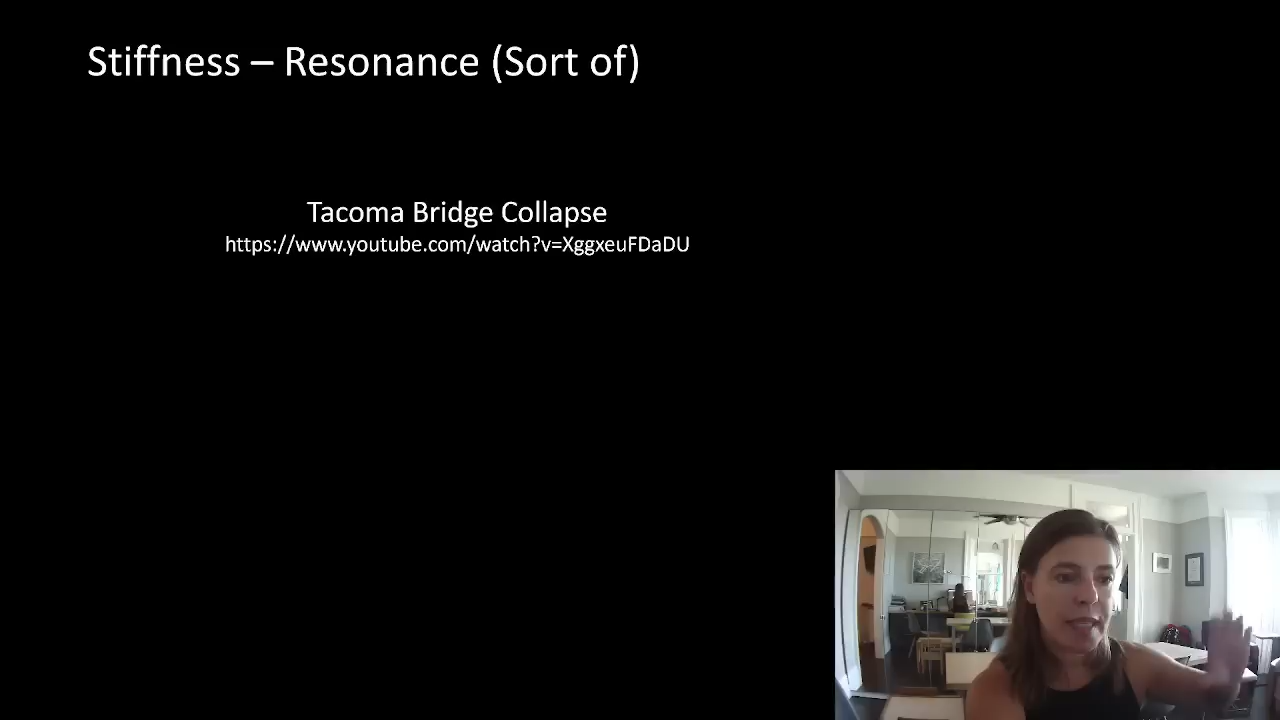 Stiffness – Resonance (Sort of)
Tacoma Bridge Collapse
https://www.youtube.com/watch?v=XggxeuFDaDU